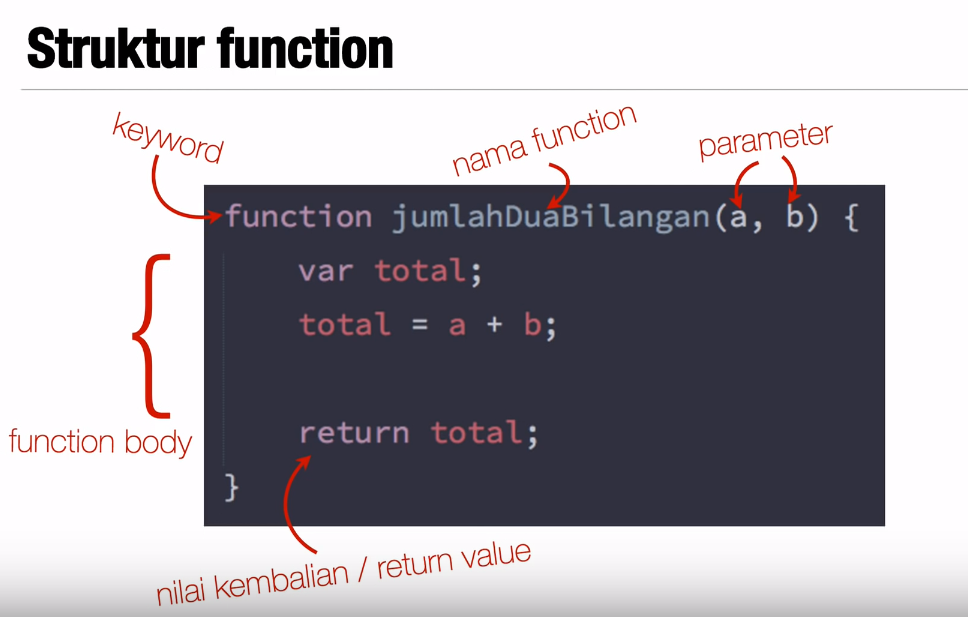 Struktur function
keyword
nama function
parameter
function jumlahDuaBilangan(a, b) {
var total;
total = a + b;
function body
return total;
}
nilai kembalian / return value